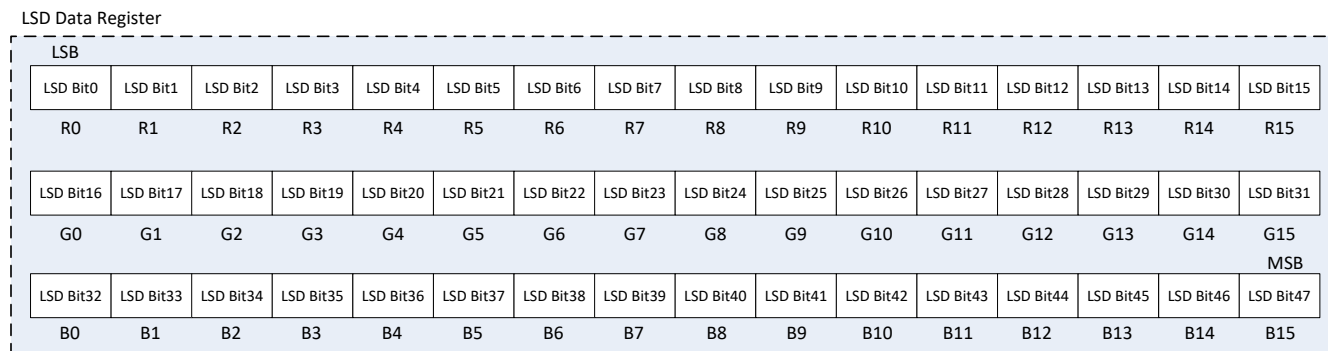 LSD Data Register
LSB
LSD Bit0 LSD Bit1 LSD Bit2 LSD Bit3 LSD Bit4 LSD Bit5 LSD Bit6 LSD Bit7 LSD Bit8 LSD Bit9 LSD Bit10 LSD Bit11 LSD Bit12 LSD Bit13 LSD Bit14 LSD Bit15
R0 R1 R2 R3 R4 R5 R6 R7 R8 R9 R10 R11 R12 R13 R14 R15
LSD Bit16 LSD Bit17 LSD Bit18 LSD Bit19 LSD Bit20 LSD Bit21 LSD Bit22 LSD Bit23 LSD Bit24 LSD Bit25 LSD Bit26 LSD Bit27 LSD Bit28 LSD Bit29 LSD Bit30 LSD Bit31
G0 G1 G2 G3 G4 G5 G6 G7 G8 G9 G10 G11 G12 G13 G14 G15
MSB
LSD Bit32 LSD Bit33 LSD Bit34 LSD Bit35 LSD Bit36 LSD Bit37 LSD Bit38 LSD Bit39 LSD Bit40 LSD Bit41 LSD Bit42 LSD Bit43 LSD Bit44 LSD Bit45 LSD Bit46 LSD Bit47
B0 B1 B2 B3 B4 B5 B6 B7 B8 B9 B10 B11 B12 B13 B14 B15